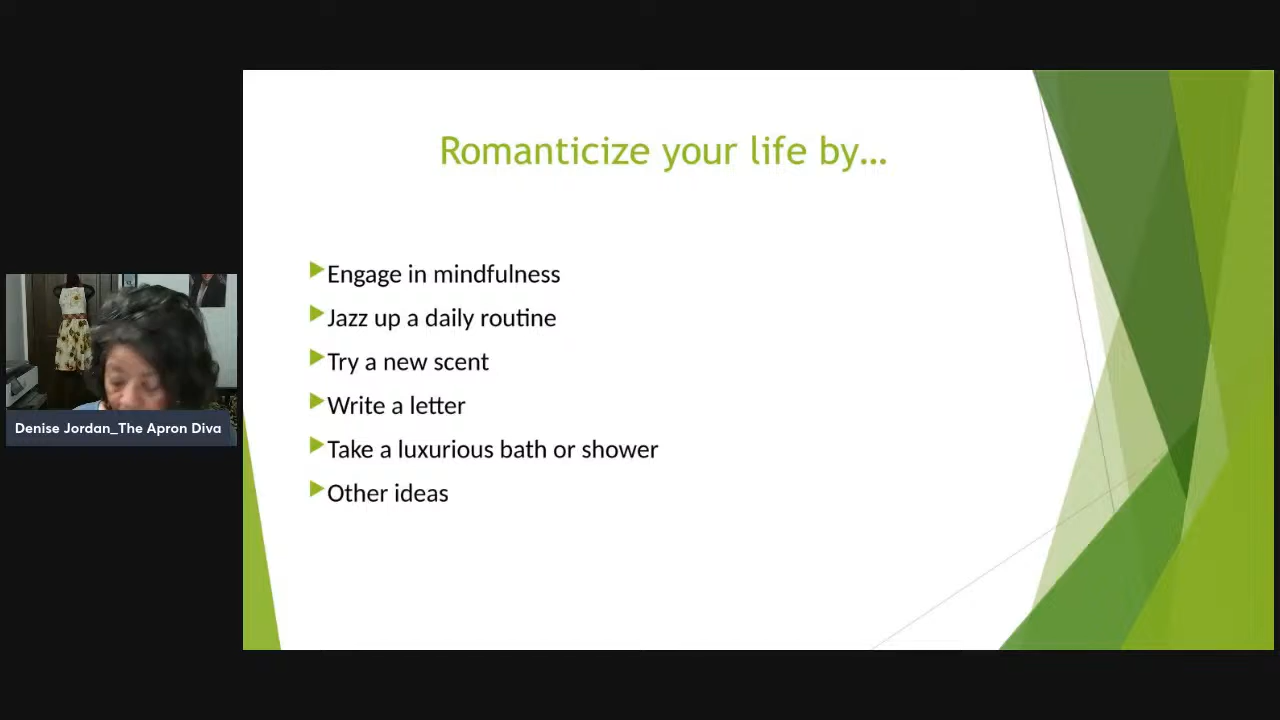 Romanticize your life by...
Engage in mindfulness
Jazz up a daily routine
Try a new scent
Write a letter
Take a luxurious bath or shower
Other ideas
Denise Jordan_The Apron Diva